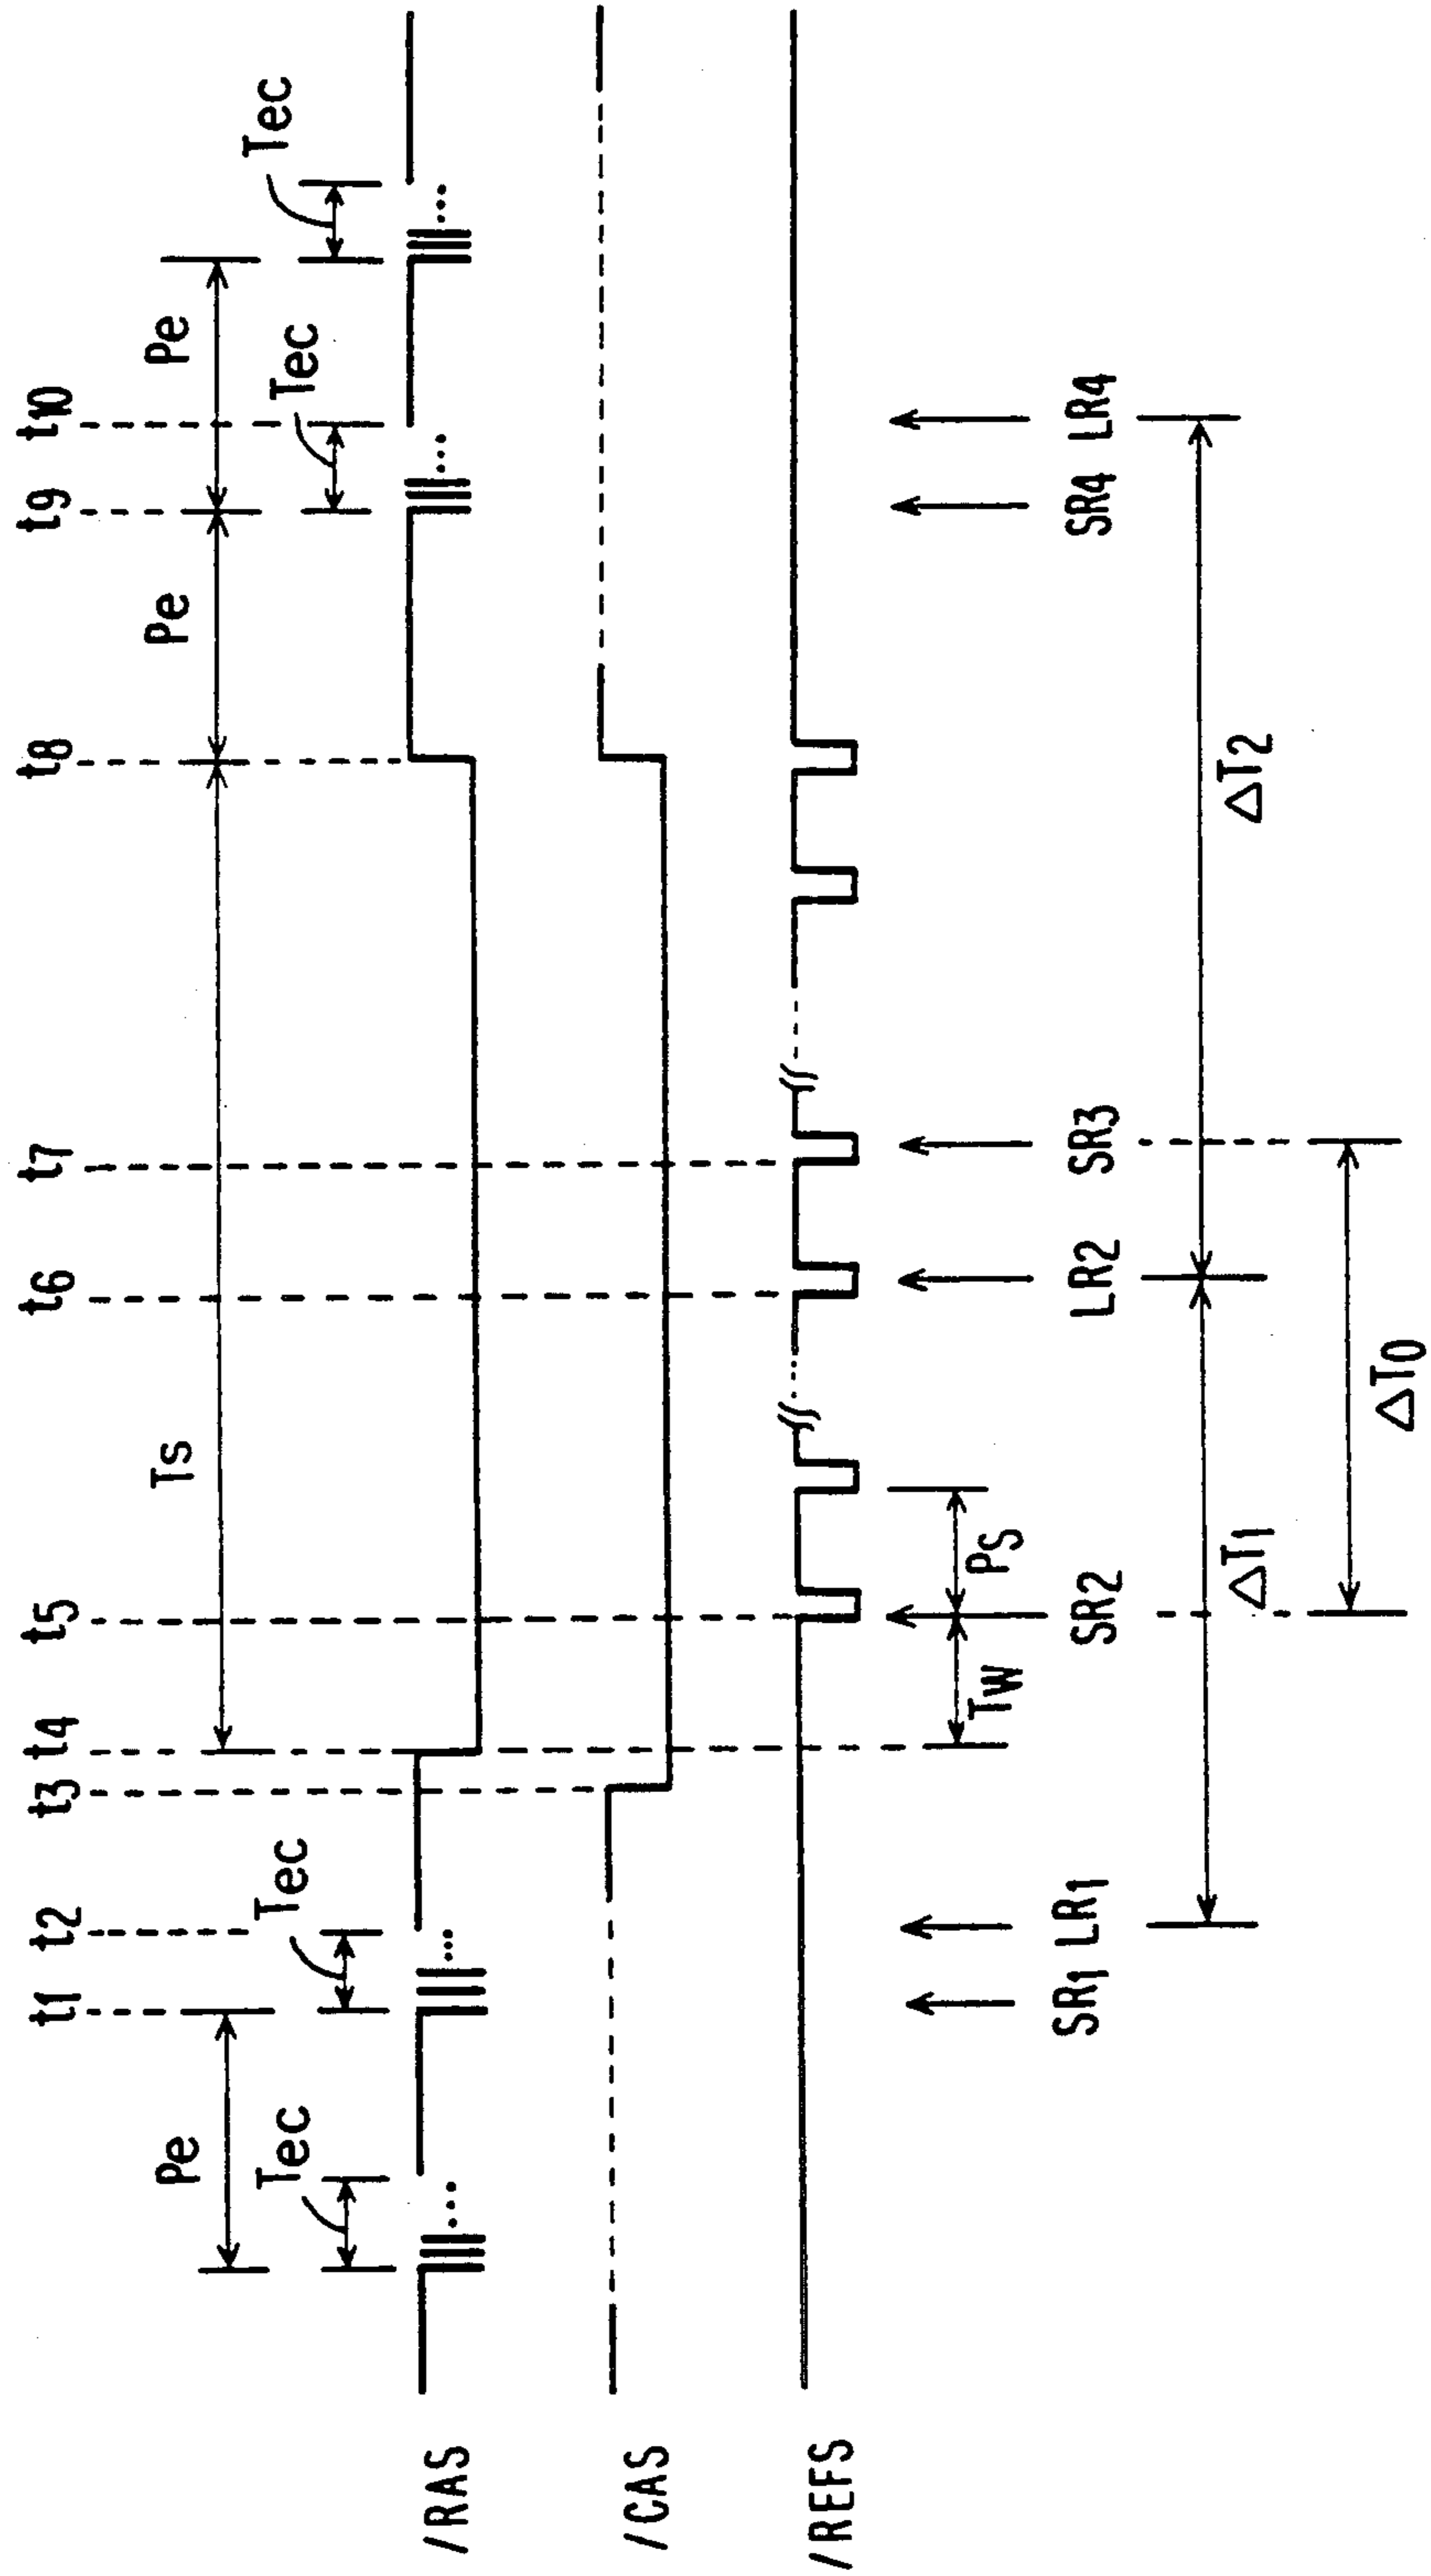 t1 t2 t3 t4 t5 t6 t7 t8 t9 t10
Pe Ts Pe Pe
Tec Tec Tec Tec
/RAS
/CAS
/REFS
TW PS
SR1 LR1 SR2 LR2 SR3 SR4 LR4
ΔT1 ΔT2
ΔT0